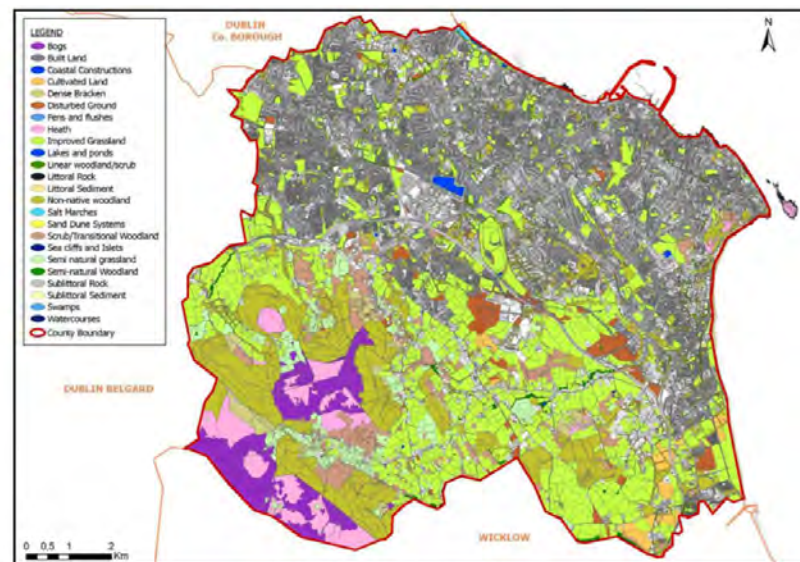 DUBLIN
Co. BOROUGH
N
LEGEND
Bogs
Built Land
Coastal Constructions
Cultivated Land
Dense Bracken
Disturbed Ground
Fens and flushes
Heath
Improved Grassland
Lakes and ponds
Linear woodland/scrub
Littoral Rock
Littoral Sediment
Non-native woodland
Salt Marches
Sand Dune Systems
Scrub/Transitional Woodland
Sea cliffs and Islets
Semi natural grassland
Semi-natural Woodland
Sublittoral Rock
Sublittoral Sediment
Swamps
Watercourses
County Boundary
DUBLIN BELGARD
WICKLOW
0 0.5 1 2
Km